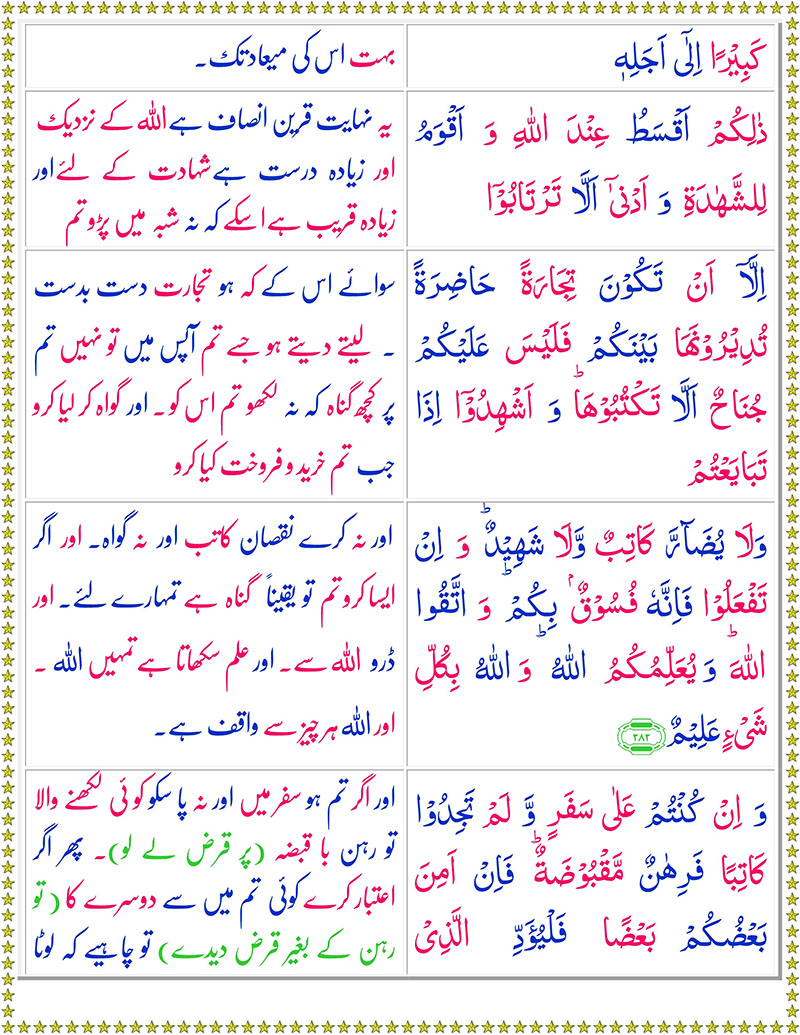 كَبِيْرًا اِلٰٓى اَجَلِهٖ
بہت اس کی میعاد تک۔
ذٰلِكُمْ اَقْسَطُ عِنْدَ اللهِ وَ اَقْوَمُ
لِلشَّهٰدَةِ وَ اَدْنٰىٓ اَلَّا تَرْتَابُوْٓا
یہ نہایت قرین انصاف ہے اللہ کے نزدیک
اور زیادہ درست ہے شہادت کے لئے اور
زیادہ قریب ہے اسکے کہ نہ شبہ میں پڑو تم
اِلَّآ اَنْ تَكُوْنَ تِجَارَةً حَاضِرَةً
تُدِيْرُوْنَهَا بَيْنَكُمْ فَلَيْسَ عَلَيْكُمْ
جُنَاحٌ اَلَّا تَكْتُبُوْهَا ؕ وَ اَشْهِدُوْٓا اِذَا
تَبَايَعْتُمْ
سوائے اس کے کہ ہو تجارت دست بدست
۔ لیتے دیتے ہو جسے تم آپس میں تو نہیں تم
پر کچھ گناہ کہ نہ لکھو تم اس کو۔ اور گواہ کر لیا کرو
جب تم خرید و فروخت کیا کرو
وَلَا يُضَآرَّ كَاتِبٌ وَّلَا شَهِيْدٌ ؕ وَ اِنْ
تَفْعَلُوْا فَاِنَّهٗ فُسُوْقٌۢ بِكُمْ ؕ وَ اتَّقُوا
اللهَ ؕ وَ يُعَلِّمُكُمُ اللهُ ؕ وَ اللهُ بِكُلِّ
شَىْءٍ عَلِيْمٌ ٢٨٢
اور نہ کرے نقصان کاتب اور نہ گواہ۔ اور اگر
ایسا کرو تم تو یقیناً گناہ ہے تمہارے لئے۔ اور
ڈرو اللہ سے۔ اور علم سکھاتا ہے تمہیں اللہ ۔
اور اللہ ہر چیز سے واقف ہے۔
وَ اِنْ كُنْتُمْ عَلٰى سَفَرٍ وَّ لَمْ تَجِدُوْا
كَاتِبًا فَرِهٰنٌ مَّقْبُوْضَةٌ ؕ فَاِنْ اَمِنَ
بَعْضُكُمْ بَعْضًا فَلْيُؤَدِّ الَّذِى
اور اگر تم ہو سفر میں اور نہ پا سکو کوئی لکھنے والا
تو رہن با قبضہ (پر قرض لے لو)۔ پھر اگر
اعتبار کرے کوئی تم میں سے دوسرے کا (تو
رہن کے بغیر قرض دیدے) تو چاہیے کہ لوٹا